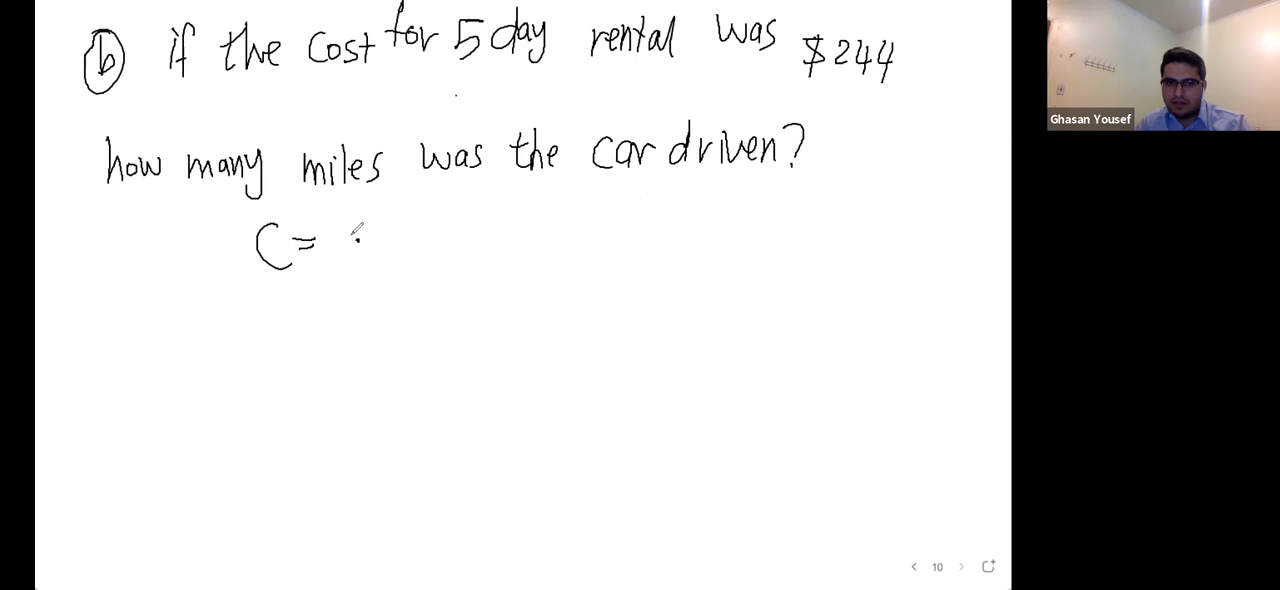 (b) if the cost for 5 day rental was $244
how many miles was the car driven?
C =
Ghasan Yousef
< 10 >